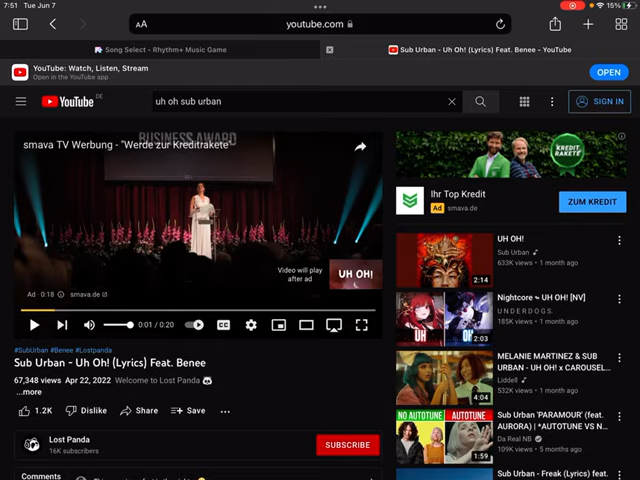 7:51 Tue Jun 7
15%
AA
youtube.com
Song Select - Rhythm+ Music Game
Sub Urban - Uh Oh! (Lyrics) Feat. Benee - YouTube
YouTube: Watch, Listen, Stream
Open in the YouTube app
OPEN
YouTube DE
uh oh sub urban
SIGN IN
BUSINESS AWARD
smava TV Werbung - "Werde zur Kreditrakete"
Video will play
after ad
UH OH!
Ad · 0:18
smava.de
0:01 / 0:20
CC
#SubUrban #Benee #Lostpanda
Sub Urban - Uh Oh! (Lyrics) Feat. Benee
67,348 views Apr 22, 2022 Welcome to Lost Panda
...more
1.2K
Dislike
Share
Save
Lost Panda
16K subscribers
SUBSCRIBE
Comments
KREDIT
RAKETE
Ihr Top Kredit
Ad smava.de
ZUM KREDIT
2:14
UH OH!
Sub Urban
633K views • 1 month ago
UH
OH
2:03
Nightcore ~ UH OH! [NV]
U N D E R D O G S.
185K views • 1 month ago
4:04
MELANIE MARTINEZ & SUB
URBAN - UH OH! x CAROUSEL...
Liddell
NO AUTOTUNE
AUTOTUNE
1:59
Sub Urban 'PARAMOUR' (feat.
AURORA) | *AUTOTUNE VS N...
Da Real NB
109K views • 5 months ago
Sub Urban - Freak (Lyrics) feat.